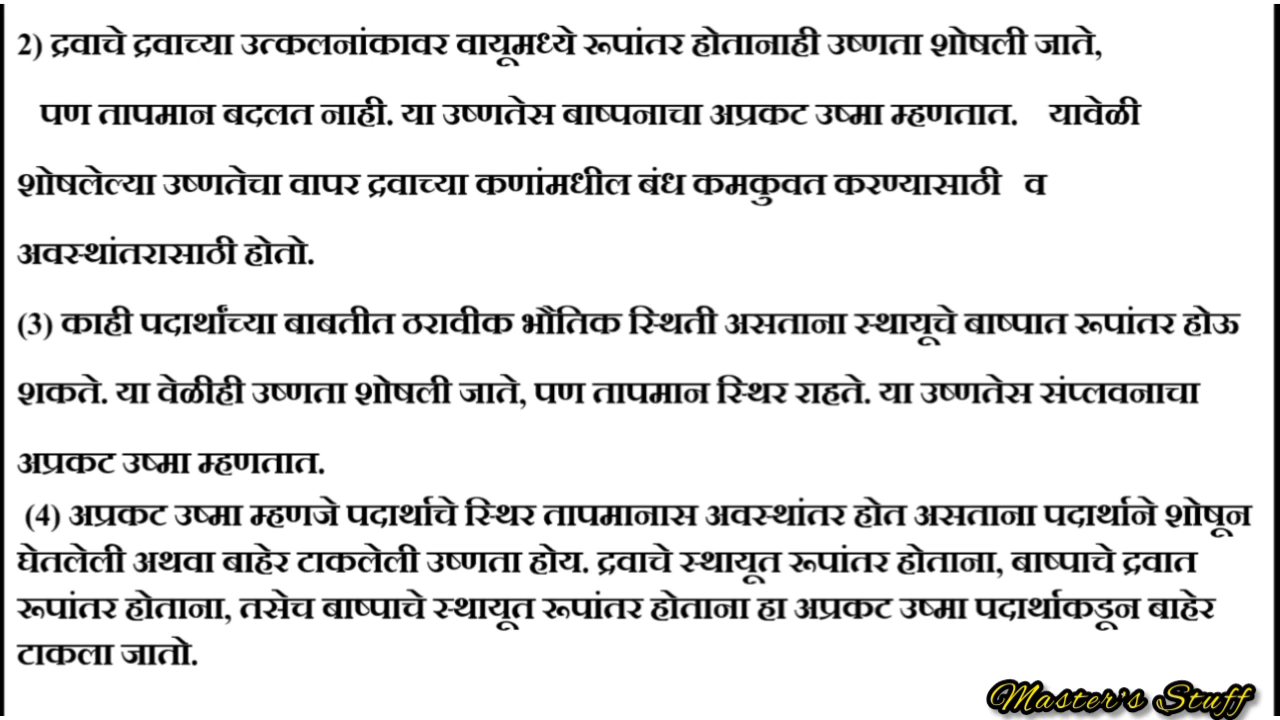 2) द्रवाचे द्रवाच्या उत्कलनांकावर वायूमध्ये रूपांतर होतानाही उष्णता शोषली जाते,
पण तापमान बदलत नाही. या उष्णतेस बाष्पनाचा अप्रकट उष्मा म्हणतात. यावेळी
शोषलेल्या उष्णतेचा वापर द्रवाच्या कणांमधील बंध कमकुवत करण्यासाठी व
अवस्थांतरासाठी होतो.
(3) काही पदार्थांच्या बाबतीत ठरावीक भौतिक स्थिती असताना स्थायूचे बाष्पात रूपांतर होऊ
शकते. या वेळीही उष्णता शोषली जाते, पण तापमान स्थिर राहते. या उष्णतेस संप्लवनाचा
अप्रकट उष्मा म्हणतात.
(4) अप्रकट उष्मा म्हणजे पदार्थाचे स्थिर तापमानास अवस्थांतर होत असताना पदार्थाने शोषून
घेतलेली अथवा बाहेर टाकलेली उष्णता होय. द्रवाचे स्थायूत रूपांतर होताना, बाष्पाचे द्रवात
रूपांतर होताना, तसेच बाष्पाचे स्थायूत रूपांतर होताना हा अप्रकट उष्मा पदार्थाकडून बाहेर
टाकला जातो.
Master's Stuff